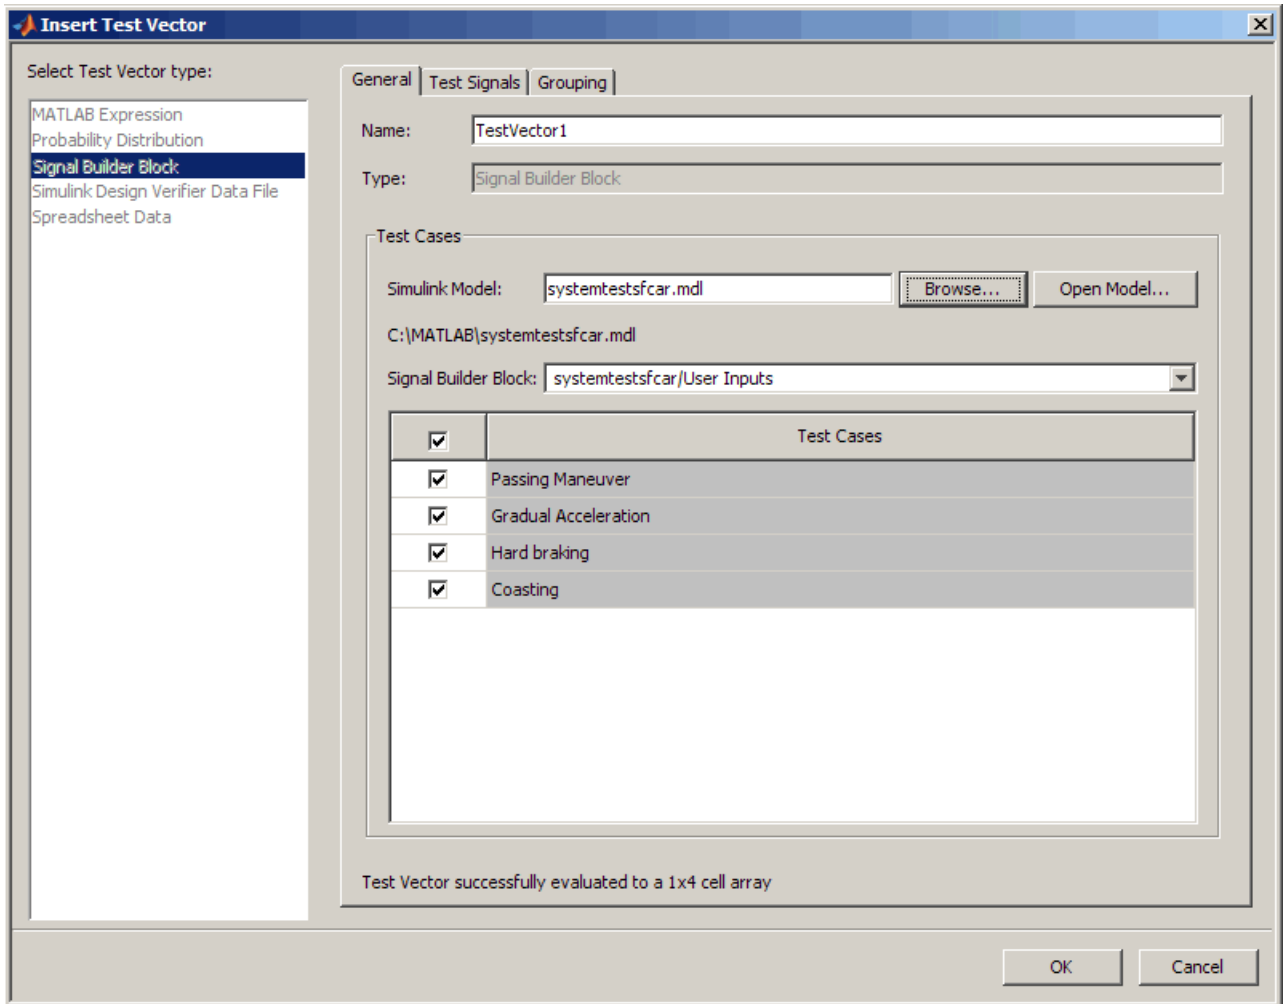 Insert Test Vector
Select Test Vector type:
MATLAB Expression
Probability Distribution
Signal Builder Block
Simulink Design Verifier Data File
Spreadsheet Data
General Test Signals Grouping
Name: TestVector1
Type: Signal Builder Block
Test Cases
Simulink Model: systemtestsfcar.mdl Browse... Open Model...
C:\MATLAB\systemtestsfcar.mdl
Signal Builder Block: systemtestsfcar/User Inputs
Test Cases
Passing Maneuver
Gradual Acceleration
Hard braking
Coasting
Test Vector successfully evaluated to a 1x4 cell array
OK Cancel